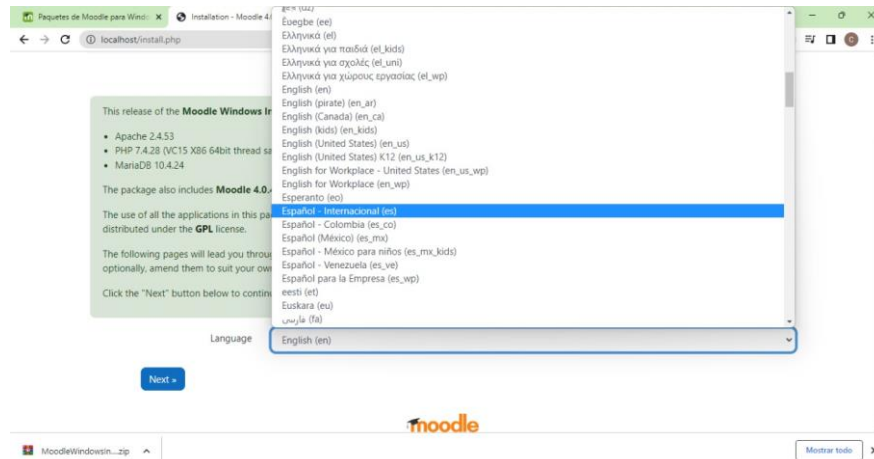 Paquetes de Moodle para Windo
Installation - Moodle 4.
localhost/install.php
This release of the Moodle Windows In
• Apache 2.4.53
• PHP 7.4.28 (VC15 X86 64bit thread sa
• MariaDB 10.4.24
The package also includes Moodle 4.0.
The use of all the applications in this pa
distributed under the GPL license.
The following pages will lead you throu
optionally, amend them to suit your ow
Click the "Next" button below to contin
Èʋegbe (ee)
Ελληνικά (el)
Ελληνικά για παιδιά (el_kids)
Ελληνικά για σχολές (el_uni)
Ελληνικά για χώρους εργασίας (el_wp)
English (en)
English (pirate) (en_ar)
English (Canada) (en_ca)
English (kids) (en_kids)
English (United States) (en_us)
English (United States) K12 (en_us_k12)
English for Workplace - United States (en_us_wp)
English for Workplace (en_wp)
Esperanto (eo)
Español - Internacional (es)
Español - Colombia (es_co)
Español (México) (es_mx)
Español - México para niños (es_mx_kids)
Español - Venezuela (es_ve)
Español para la Empresa (es_wp)
eesti (et)
Euskara (eu)
فارسی (fa)
Language
English (en)
Next »
moodle
MoodleWindowsIn....zip
Mostrar todo